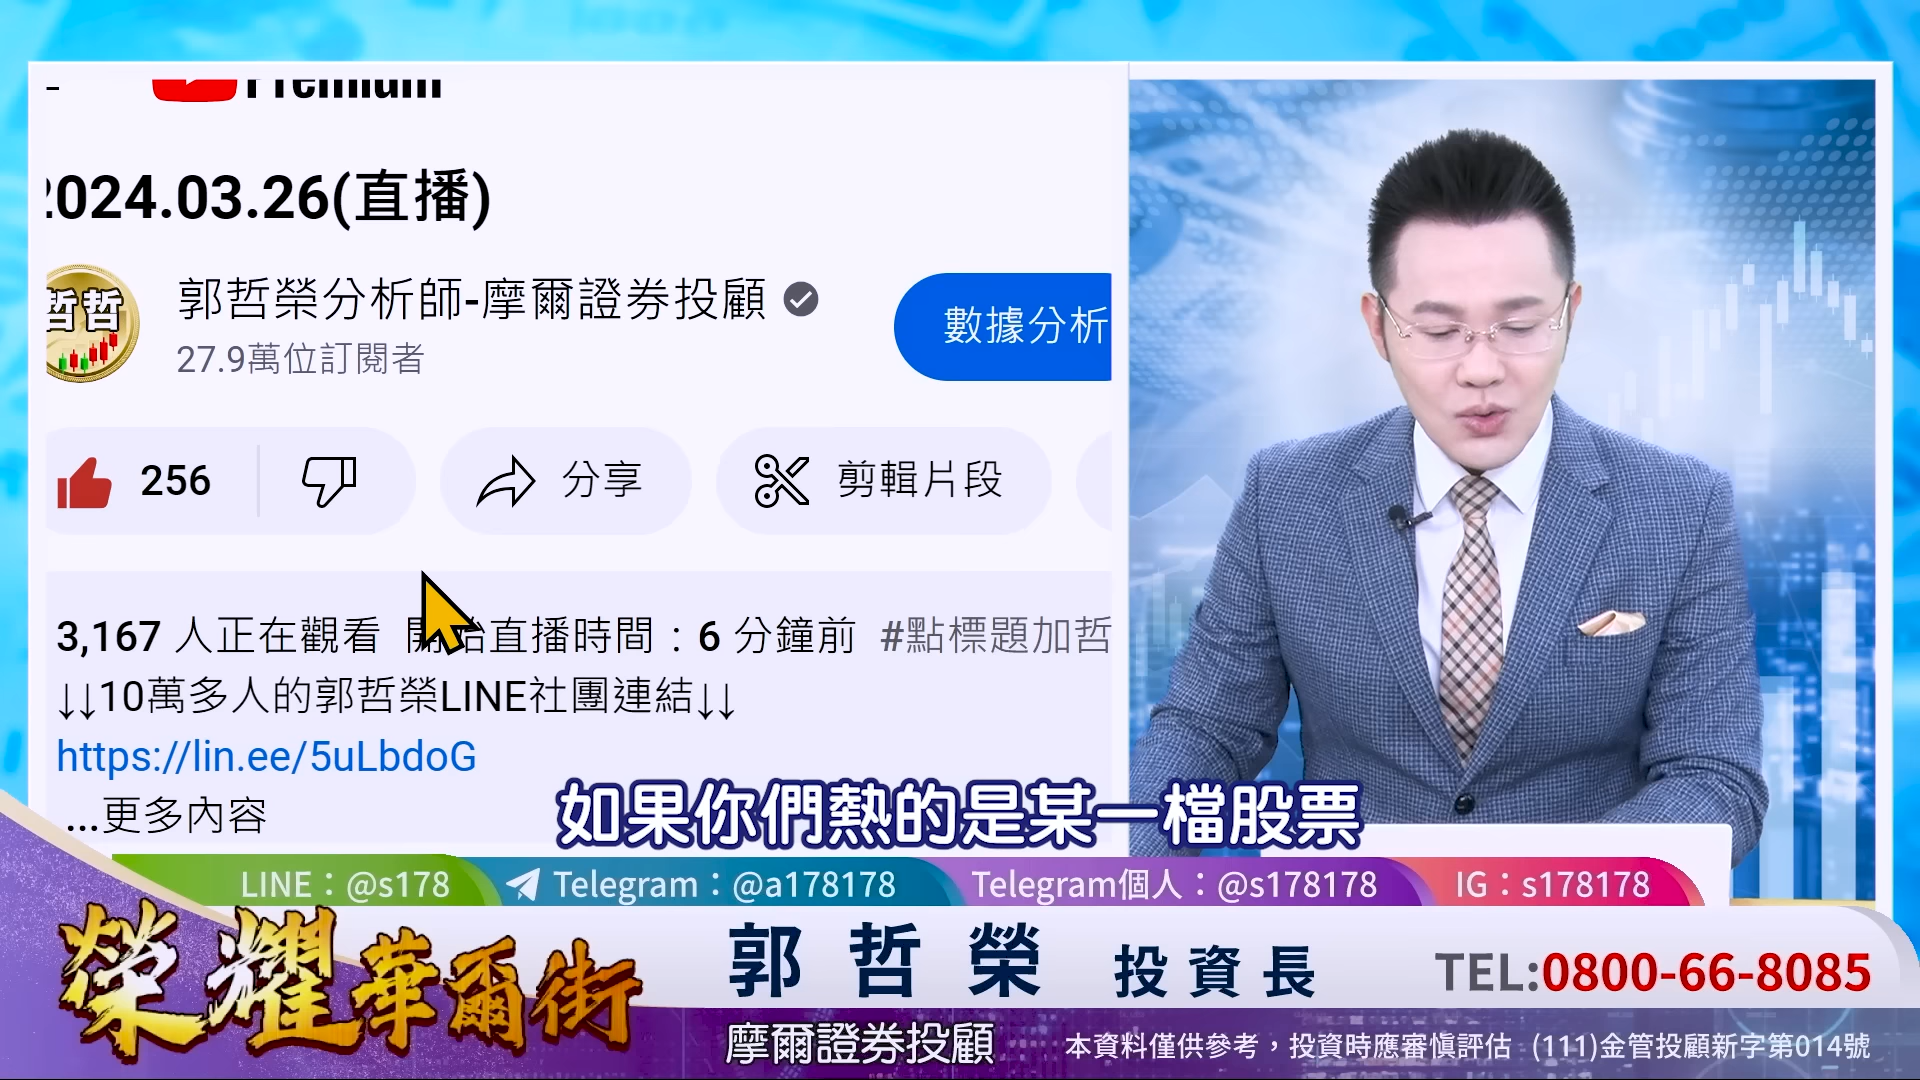 Premium
2024.03.26(直播)
哲哲
郭哲榮分析師-摩爾證券投顧
27.9萬位訂閱者
數據分析
256
分享
剪輯片段
3,167 人正在觀看 開始直播時間：6 分鐘前 #點標題加哲
↓↓10萬多人的郭哲榮LINE社團連結↓↓
https://lin.ee/5uLbdoG
...更多內容
如果你們熱的是某一檔股票
LINE：@s178
Telegram：@a178178
Telegram個人：@s178178
IG：s178178
榮耀華爾街
郭哲榮 投資長
TEL:0800-66-8085
摩爾證券投顧
本資料僅供參考，投資時應審慎評估 (111)金管投顧新字第014號